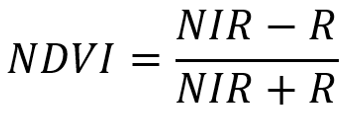 NDVI = (NIR − R) / (NIR + R)